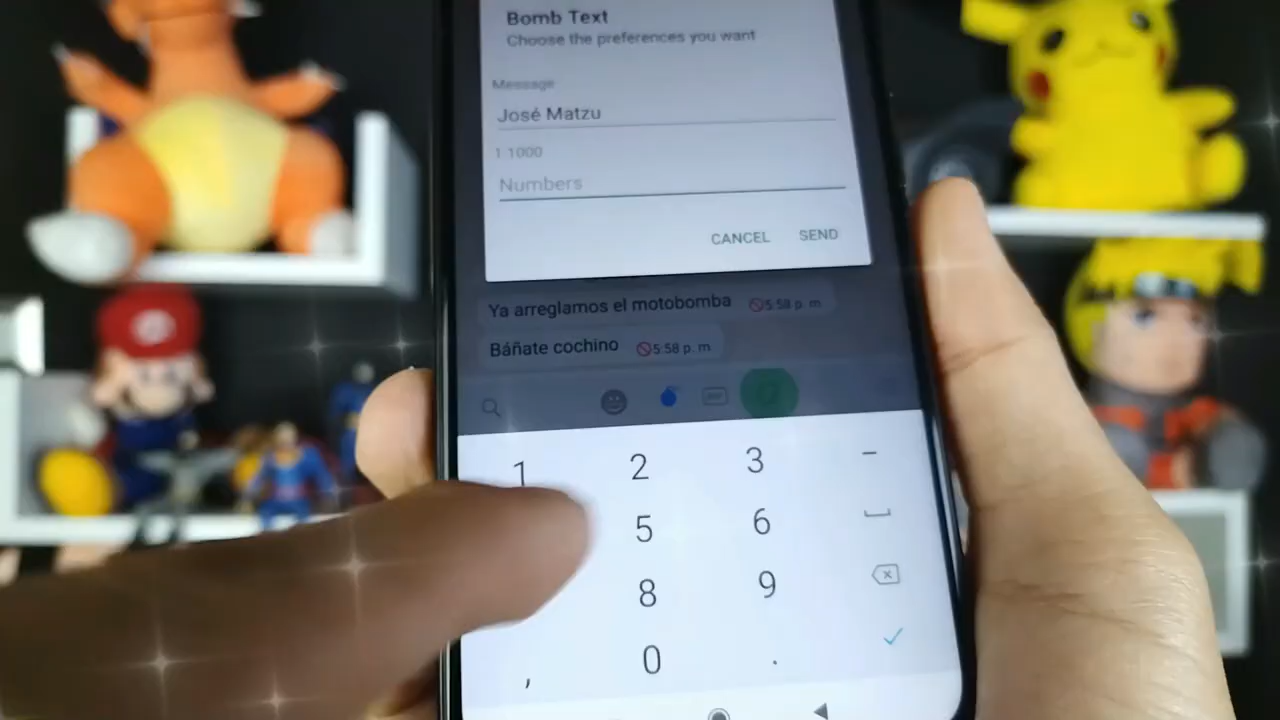 Bomb Text
Choose the preferences you want
Message
José Matzu
1 1000
Numbers
CANCEL SEND
Ya arreglamos el motobomba 5:58 p. m.
Báñate cochino 5:58 p. m.
GIF
1 2 3 -
5 6
8 9
, 0 .